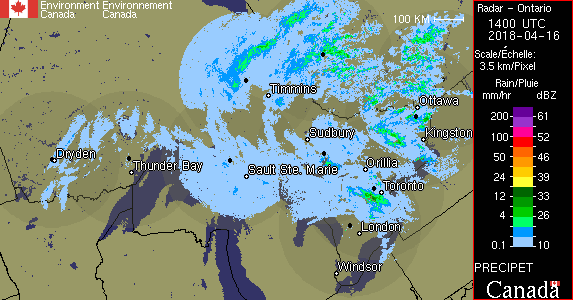 Environment Environnement
Canada Canada
100 KM
Timmins
Ottawa
Sudbury
Kingston
Dryden
Thunder Bay
Sault Ste. Marie
Orillia
Toronto
London
Windsor
Radar - Ontario
1400 UTC
2018-04-16
Scale/Échelle:
3.5 km/Pixel
Rain/Pluie
mm/hr dBZ
200 61
100 57
100 52
50 46
24 39
12 33
4 26
0.1 10
PRECIPET
Canada